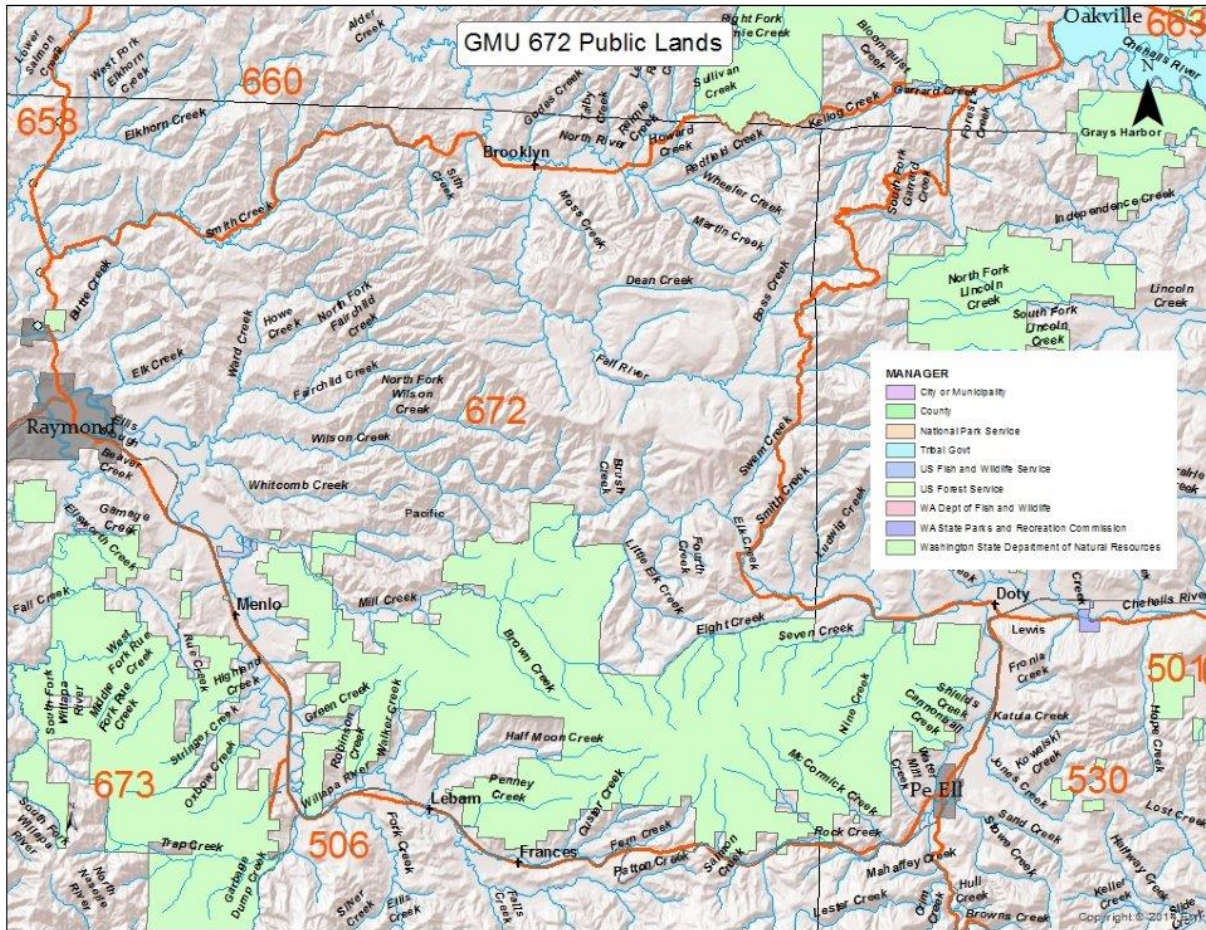 GMU 672 Public Lands
Oakville
663
Chehalis River
N
Lower
Salmon
Creek
West Fork
Elkhorn
Creek
Alder
Creek
660
658
Elkhorn Creek
Godes Creek
Talby
Creek
Sullivan
Creek
Right Fork
Bloomquist
Creek
Garrard Creek
Kellog Creek
Forest
Creek
Grays Harbor
Brooklyn
North River
Howard
Creek
Redfield Creek
Wheeler Creek
Martin Creek
Moss Creek
Sith
Creek
Smith Creek
South Fork
Garrard
Creek
Independence Creek
Butte Creek
Dean Creek
Boss Creek
North Fork
Lincoln
Creek
Lincoln
Creek
South Fork
Lincoln
Creek
Ward Creek
Howe
Creek
North Fork
Fairchild
Creek
Elk Creek
Fairchild Creek
North Fork
Wilson
Creek
Fall River
672
Raymond
Ellis
Slough
Beaver
Creek
Wilson Creek
Whitcomb Creek
Pacific
Brush
Creek
Swem Creek
Smith Creek
Elk Creek
Ludwig Creek
MANAGER
City or Municipality
County
National Park Service
Tribal Govt
US Fish and Wildlife Service
US Forest Service
WA Dept of Fish and Wildlife
WA State Parks and Recreation Commission
Washington State Department of Natural Resources
Gamage
Creek
Ellsworth Creek
Fall Creek
Menlo
Mill Creek
Little Elk Creek
Fourth
Creek
Eight Creek
Seven Creek
Doty
Creek
Chehalis River
Lewis
West
Fork Rue
Creek
Middle
Fork Rue
Creek
Rue Creek
Highland
Creek
South Fork
Willapa
River
Stringer Creek
Oxbow Creek
Green Creek
Robinson
Creek
Walker Creek
Brown Creek
Half Moon Creek
Nine Creek
Shields
Creek
Cannonball
Creek
Fronia
Creek
Katula Creek
501
Hope Creek
673
Willapa River
Penney
Creek
Custer Creek
McCormick Creek
Water
Mill
Creek
Pe Ell
Kowalski
Creek
Jones Creek
530
Lost Creek
Lebam
506
Trap Creek
Garbage
Dump Creek
South Fork
Willapa
River
North
Naselle
River
Fork Creek
Frances
Fern Creek
Patton Creek
Salmon
Creek
Rock Creek
Mahaffey Creek
Sand Creek
Stowe Creek
Halfway Creek
Silver
Creek
Ellis
Creek
Falls
Creek
Lester Creek
Hull
Creek
Browns Creek
Keller
Creek